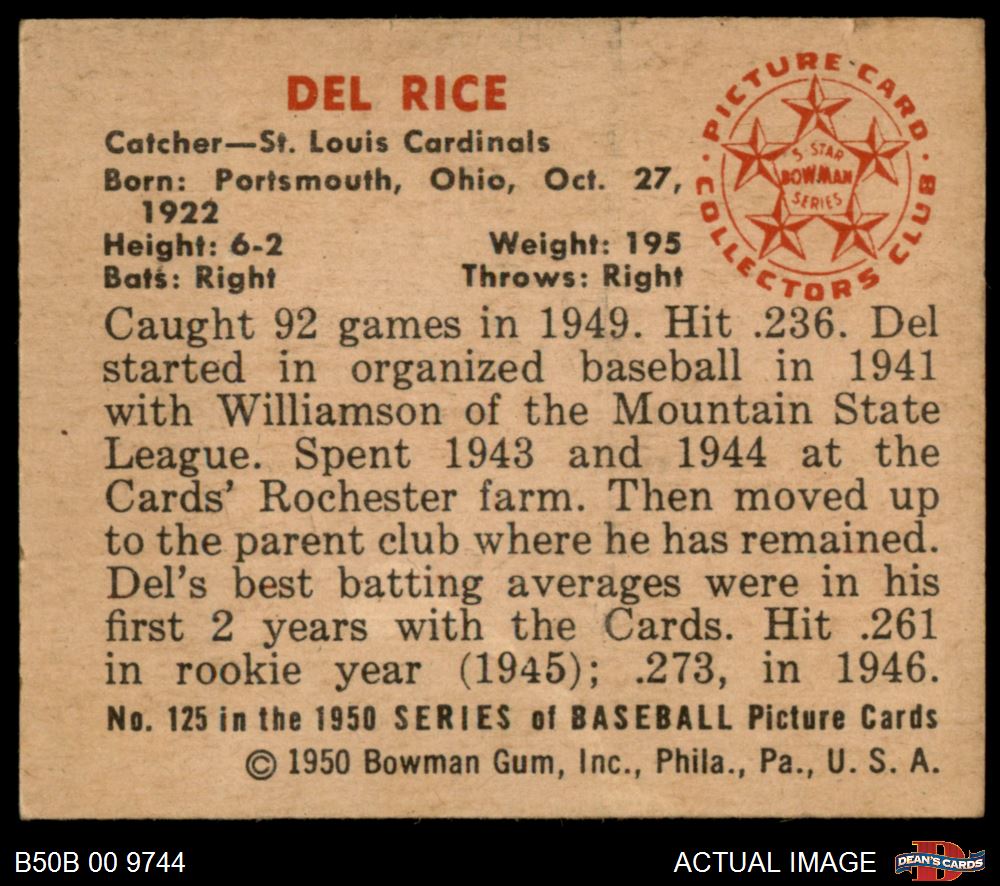 DEL RICE
Catcher—St. Louis Cardinals
Born: Portsmouth, Ohio, Oct. 27,
1922
Height: 6-2 Weight: 195
Bats: Right Throws: Right
PICTURE CARD
COLLECTORS CLUB
5-STAR
BOWMAN
SERIES
Caught 92 games in 1949. Hit .236. Del
started in organized baseball in 1941
with Williamson of the Mountain State
League. Spent 1943 and 1944 at the
Cards' Rochester farm. Then moved up
to the parent club where he has remained.
Del's best batting averages were in his
first 2 years with the Cards. Hit .261
in rookie year (1945); .273, in 1946.
No. 125 in the 1950 SERIES of BASEBALL Picture Cards
© 1950 Bowman Gum, Inc., Phila., Pa., U. S. A.
B50B 00 9744
ACTUAL IMAGE
D
DEAN'S CARDS